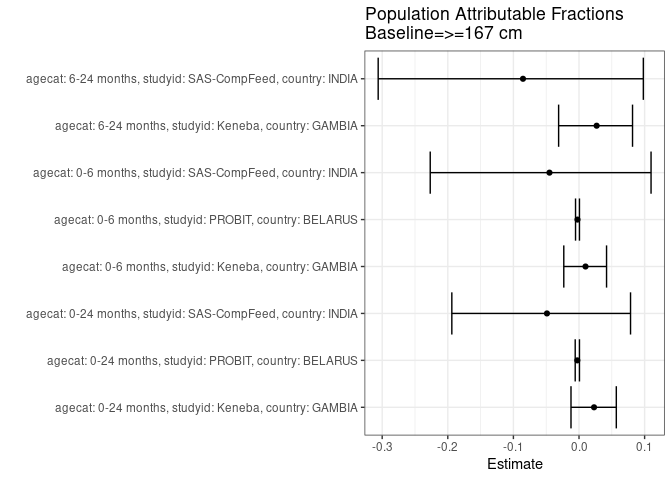 Population Attributable Fractions
Baseline=>=167 cm
agecat: 6-24 months, studyid: SAS-CompFeed, country: INDIA
agecat: 6-24 months, studyid: Keneba, country: GAMBIA
agecat: 0-6 months, studyid: SAS-CompFeed, country: INDIA
agecat: 0-6 months, studyid: PROBIT, country: BELARUS
agecat: 0-6 months, studyid: Keneba, country: GAMBIA
agecat: 0-24 months, studyid: SAS-CompFeed, country: INDIA
agecat: 0-24 months, studyid: PROBIT, country: BELARUS
agecat: 0-24 months, studyid: Keneba, country: GAMBIA
-0.3 -0.2 -0.1 0.0 0.1
Estimate